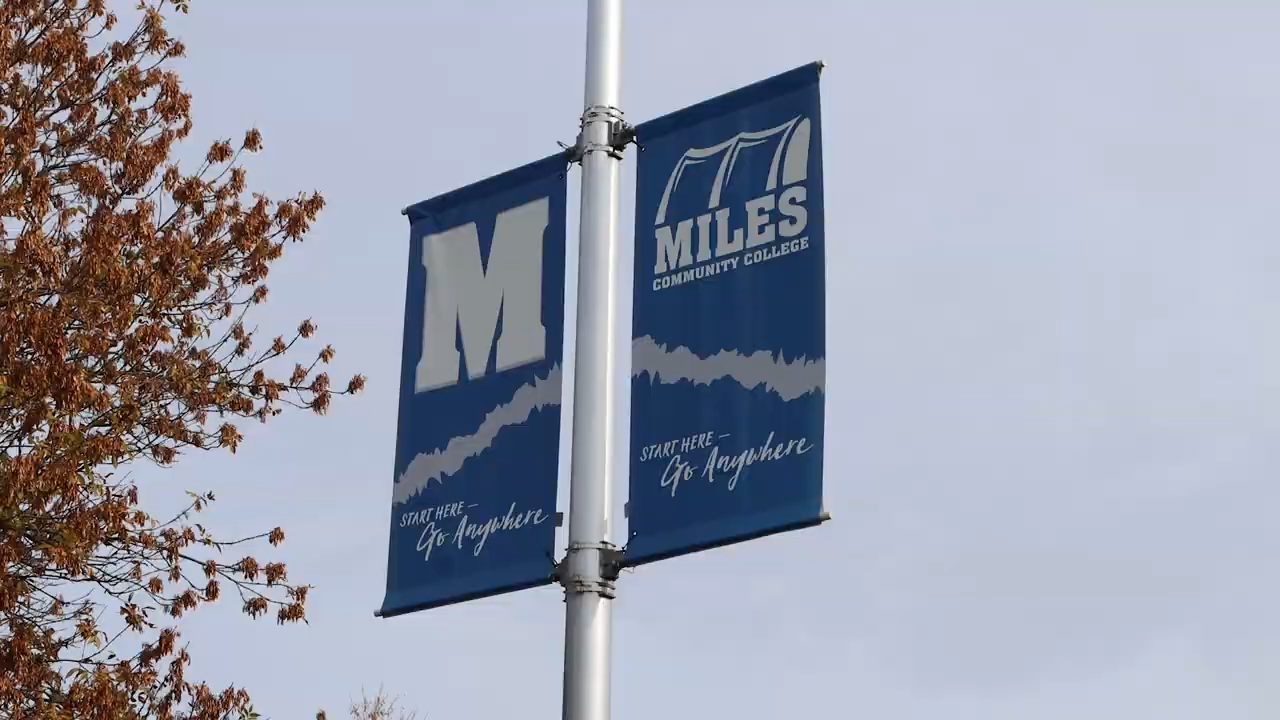 M
START HERE —
Go Anywhere
MILES
COMMUNITY COLLEGE
START HERE —
Go Anywhere